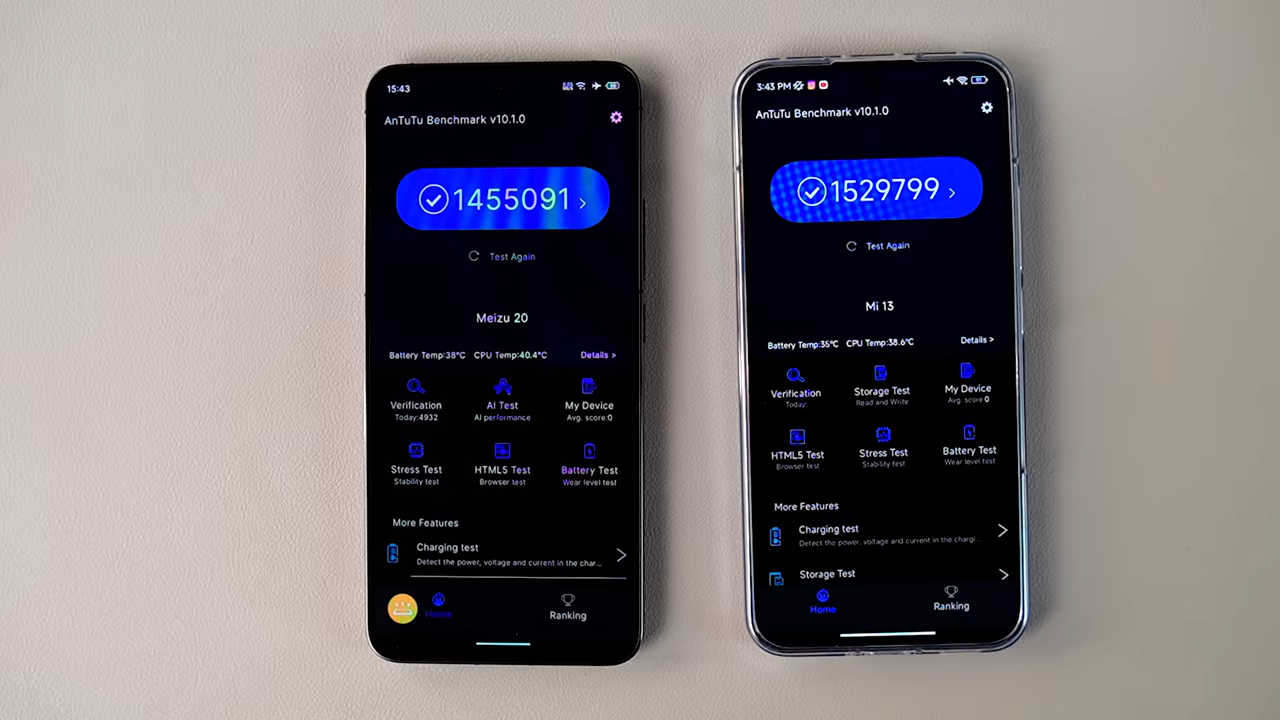 15:43
AnTuTu Benchmark v10.1.0
1455091
Test Again
Meizu 20
Battery Temp:38°C CPU Temp:40.4°C Details >
Verification AI Test My Device
Today:4932 AI performance Avg. score:0
Stress Test HTML5 Test Battery Test
Stability test Browser test Wear level test
More Features
Charging test
Detect the power, voltage and current in the char...
Home Ranking
3:43 PM
AnTuTu Benchmark v10.1.0
1529799
Test Again
Mi 13
Battery Temp:35°C CPU Temp:38.6°C Details >
Verification Storage Test My Device
Today: Read and Write Avg. score:0
HTML5 Test Stress Test Battery Test
Browser test Stability test Wear level test
More Features
Charging test
Detect the power, voltage and current in the chargi...
Storage Test
Home Ranking